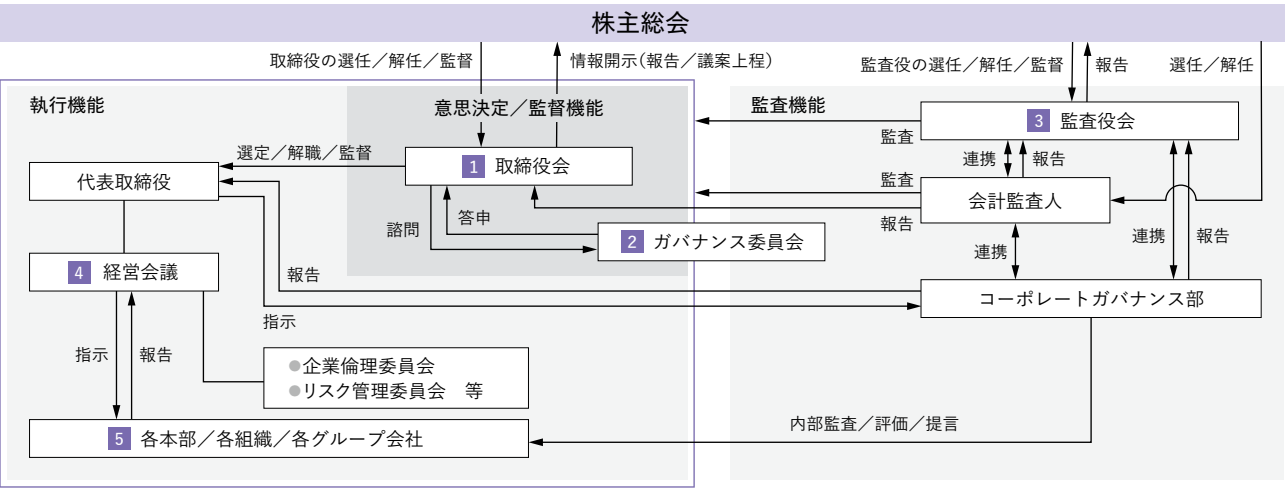 株主総会
取締役の選任／解任／監督
情報開示（報告／議案上程）
監査役の選任／解任／監督
報告
選任／解任
執行機能
意思決定／監督機能
監査機能
3 監査役会
監査
選定／解職／監督
1 取締役会
連携
報告
代表取締役
監査
会計監査人
諮問
答申
報告
2 ガバナンス委員会
連携
連携
報告
4 経営会議
報告
コーポレートガバナンス部
指示
指示
報告
●企業倫理委員会
●リスク管理委員会　等
内部監査／評価／提言
5 各本部／各組織／各グループ会社